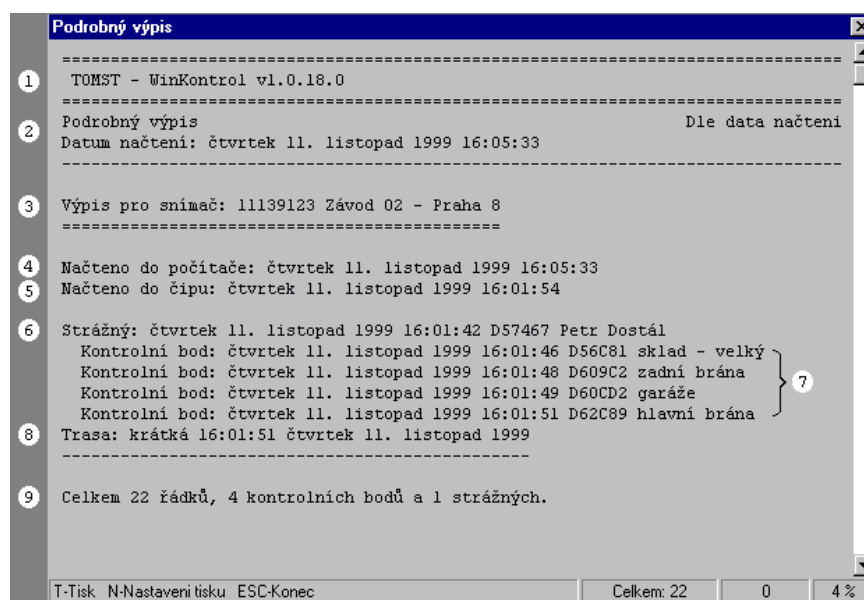 Podrobný výpis
================================================================================
1 TOMST - WinKontrol v1.0.18.0
================================================================================
2 Podrobný výpis Dle data načteni
Datum načtení: čtvrtek 11. listopad 1999 16:05:33
--------------------------------------------------------------------------------
3 Výpis pro snímač: 11139123 Závod 02 - Praha 8
=============================================
4 Načteno do počítače: čtvrtek 11. listopad 1999 16:05:33
5 Načteno do čipu: čtvrtek 11. listopad 1999 16:01:54
6 Strážný: čtvrtek 11. listopad 1999 16:01:42 D57467 Petr Dostál
Kontrolní bod: čtvrtek 11. listopad 1999 16:01:46 D56C81 sklad - velký
Kontrolní bod: čtvrtek 11. listopad 1999 16:01:48 D609C2 zadní brána
Kontrolní bod: čtvrtek 11. listopad 1999 16:01:49 D60CD2 garáže
Kontrolní bod: čtvrtek 11. listopad 1999 16:01:51 D62C89 hlavní brána
7
8 Trasa: krátká 16:01:51 čtvrtek 11. listopad 1999
------------------------------------------------
9 Celkem 22 řádků, 4 kontrolních bodů a 1 strážných.
T-Tisk N-Nastaveni tisku ESC-Konec Celkem: 22 0 4 %